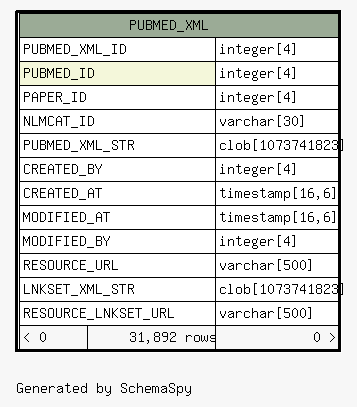 PUBMED_XML
PUBMED_XML_ID integer[4]
PUBMED_ID integer[4]
PAPER_ID integer[4]
NLMCAT_ID varchar[30]
PUBMED_XML_STR clob[1073741823]
CREATED_BY integer[4]
CREATED_AT timestamp[16,6]
MODIFIED_AT timestamp[16,6]
MODIFIED_BY integer[4]
RESOURCE_URL varchar[500]
LNKSET_XML_STR clob[1073741823]
RESOURCE_LNKSET_URL varchar[500]
< 0 31,892 rows 0 >
Generated by SchemaSpy